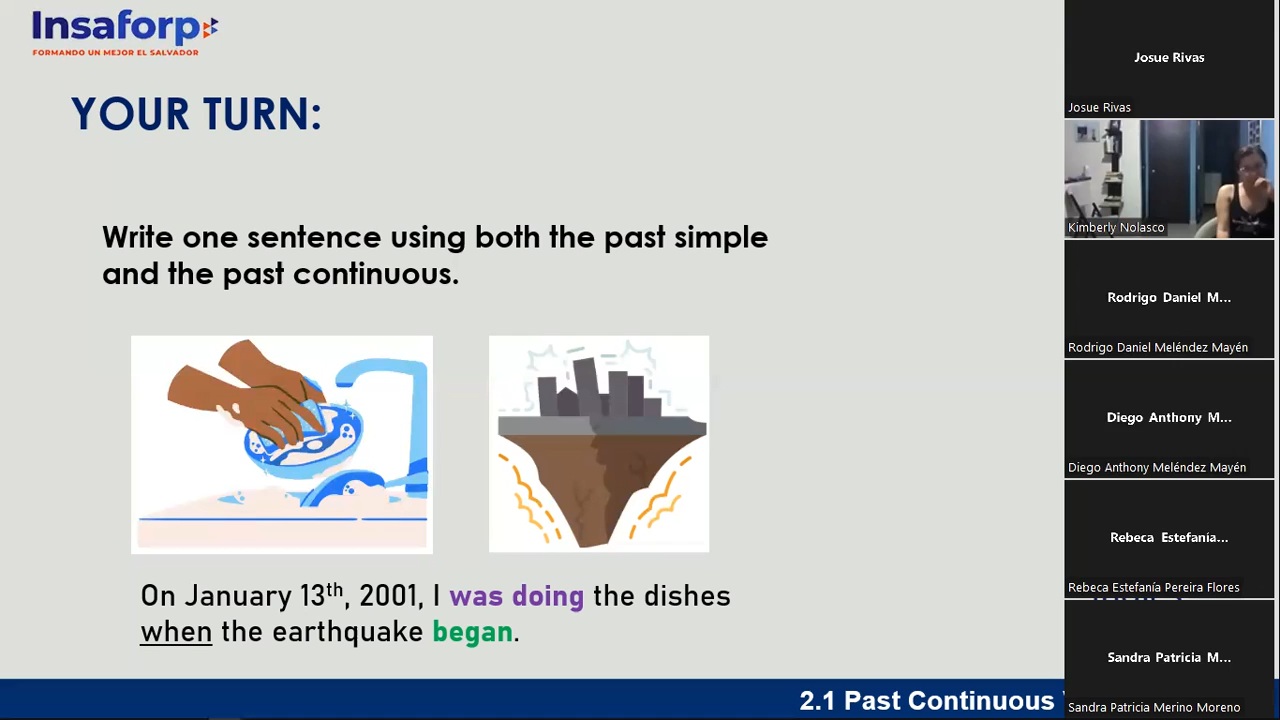 Insaforp
FORMANDO UN MEJOR EL SALVADOR
YOUR TURN:
Write one sentence using both the past simple
and the past continuous.
On January 13th, 2001, I was doing the dishes
when the earthquake began.
2.1 Past Continuous
Josue Rivas
Josue Rivas
Kimberly Nolasco
Rodrigo Daniel M...
Rodrigo Daniel Meléndez Mayén
Diego Anthony M...
Diego Anthony Meléndez Mayén
Rebeca Estefanía...
Rebeca Estefanía Pereira Flores
Sandra Patricia M...
Sandra Patricia Merino Moreno